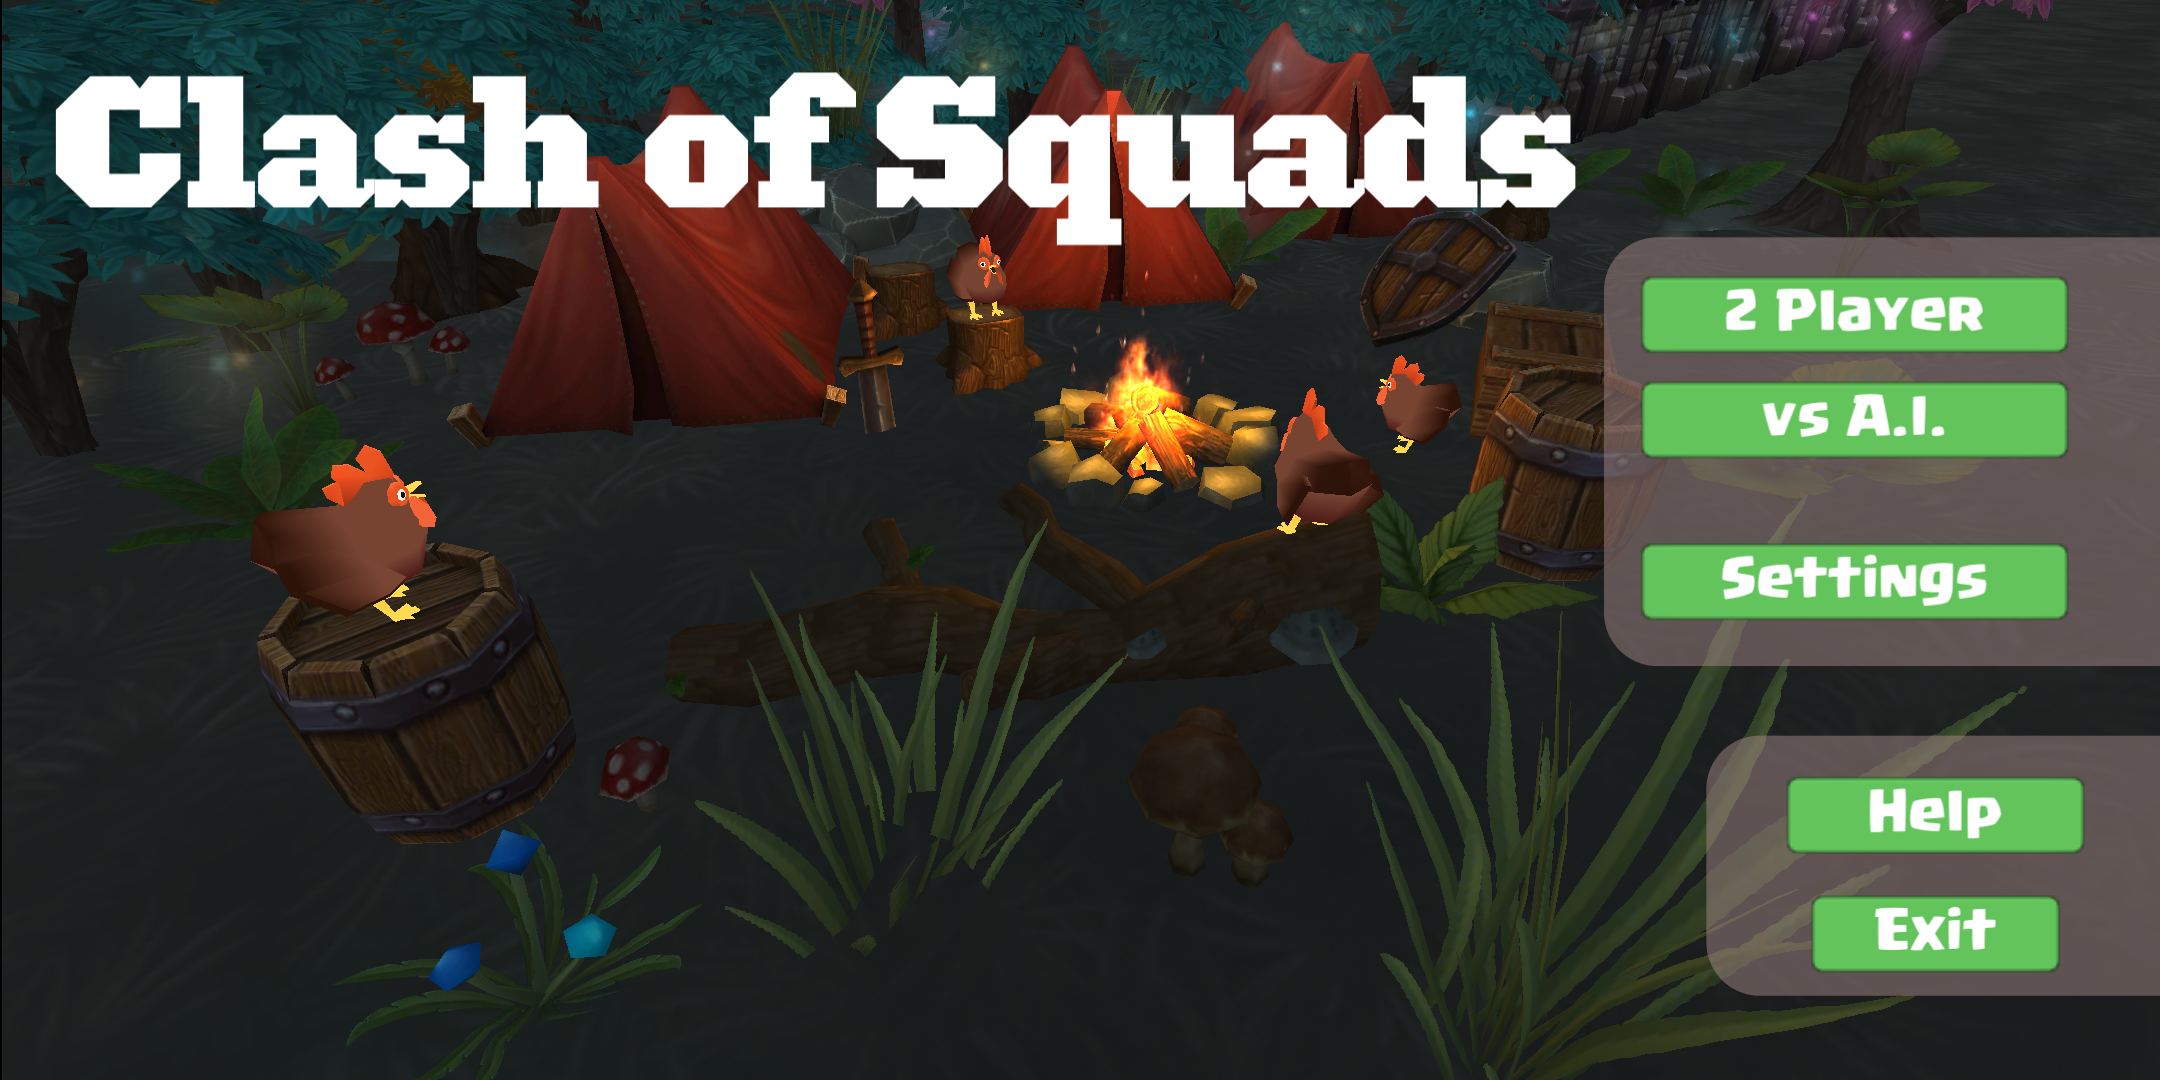 Clash of Squads
2 Player
vs A.I.
Settings
Help
Exit